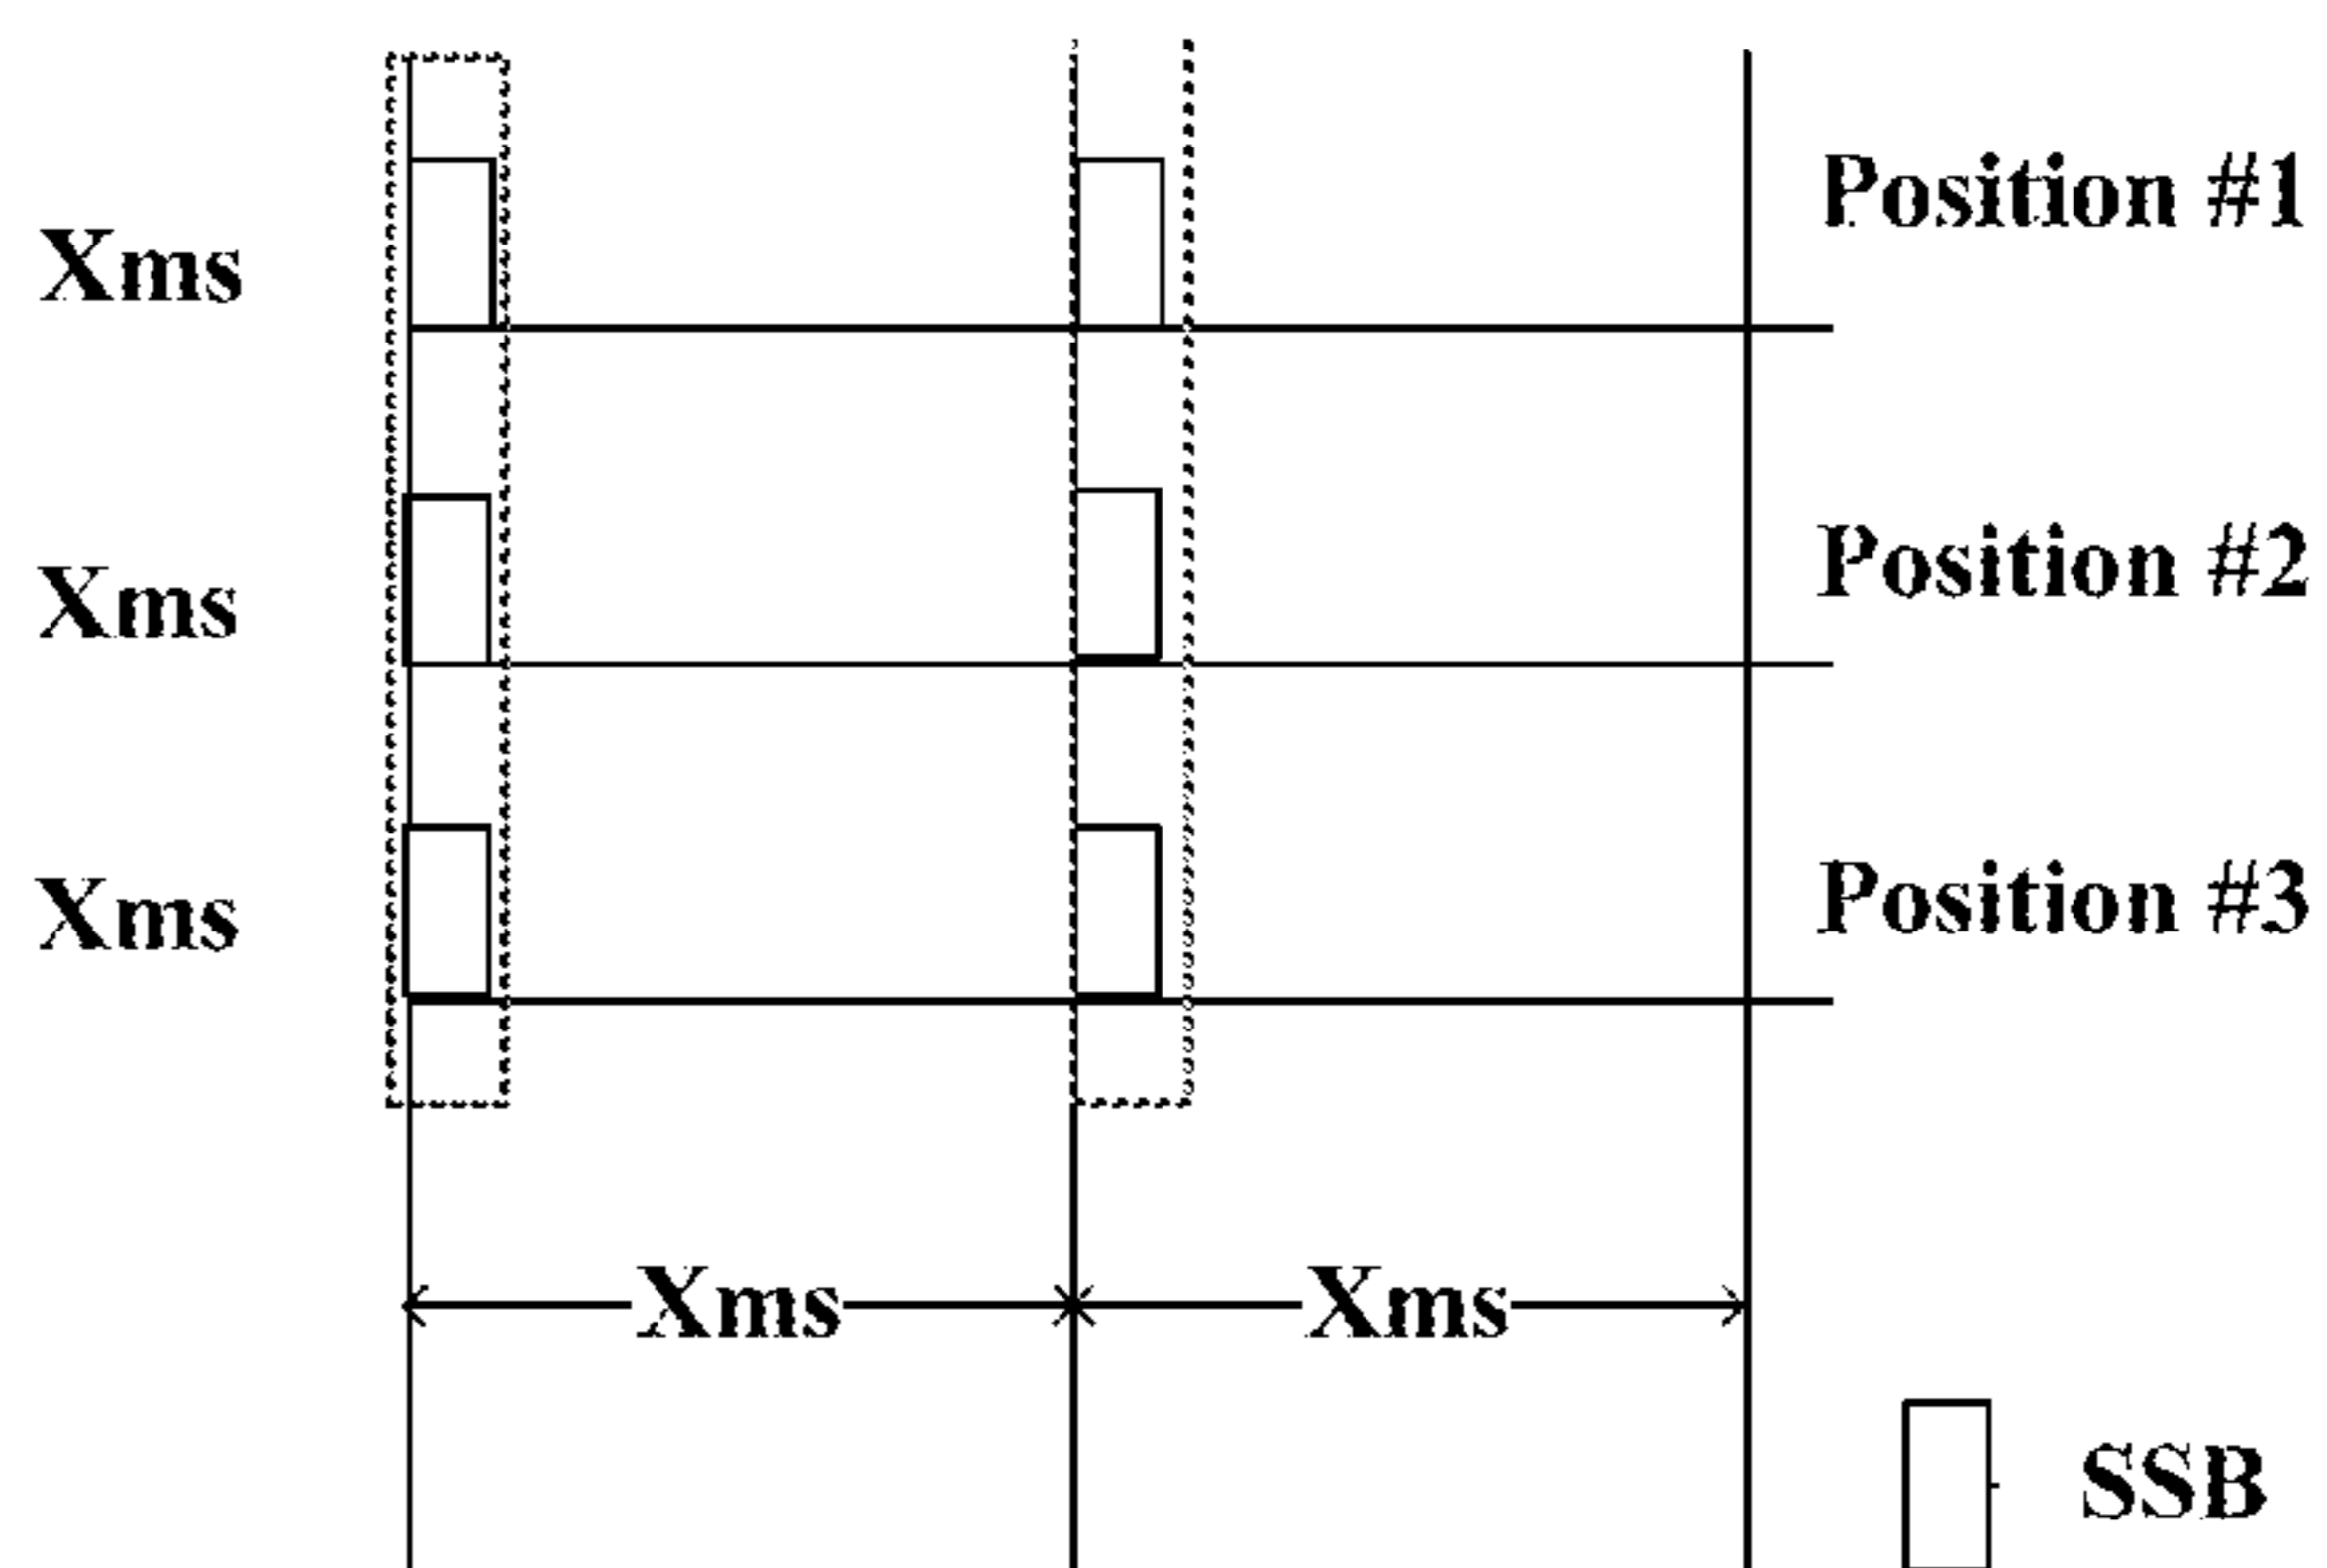 Position #1
Xms
Position #2
Xms
Position #3
Xms
Xms Xms
SSB